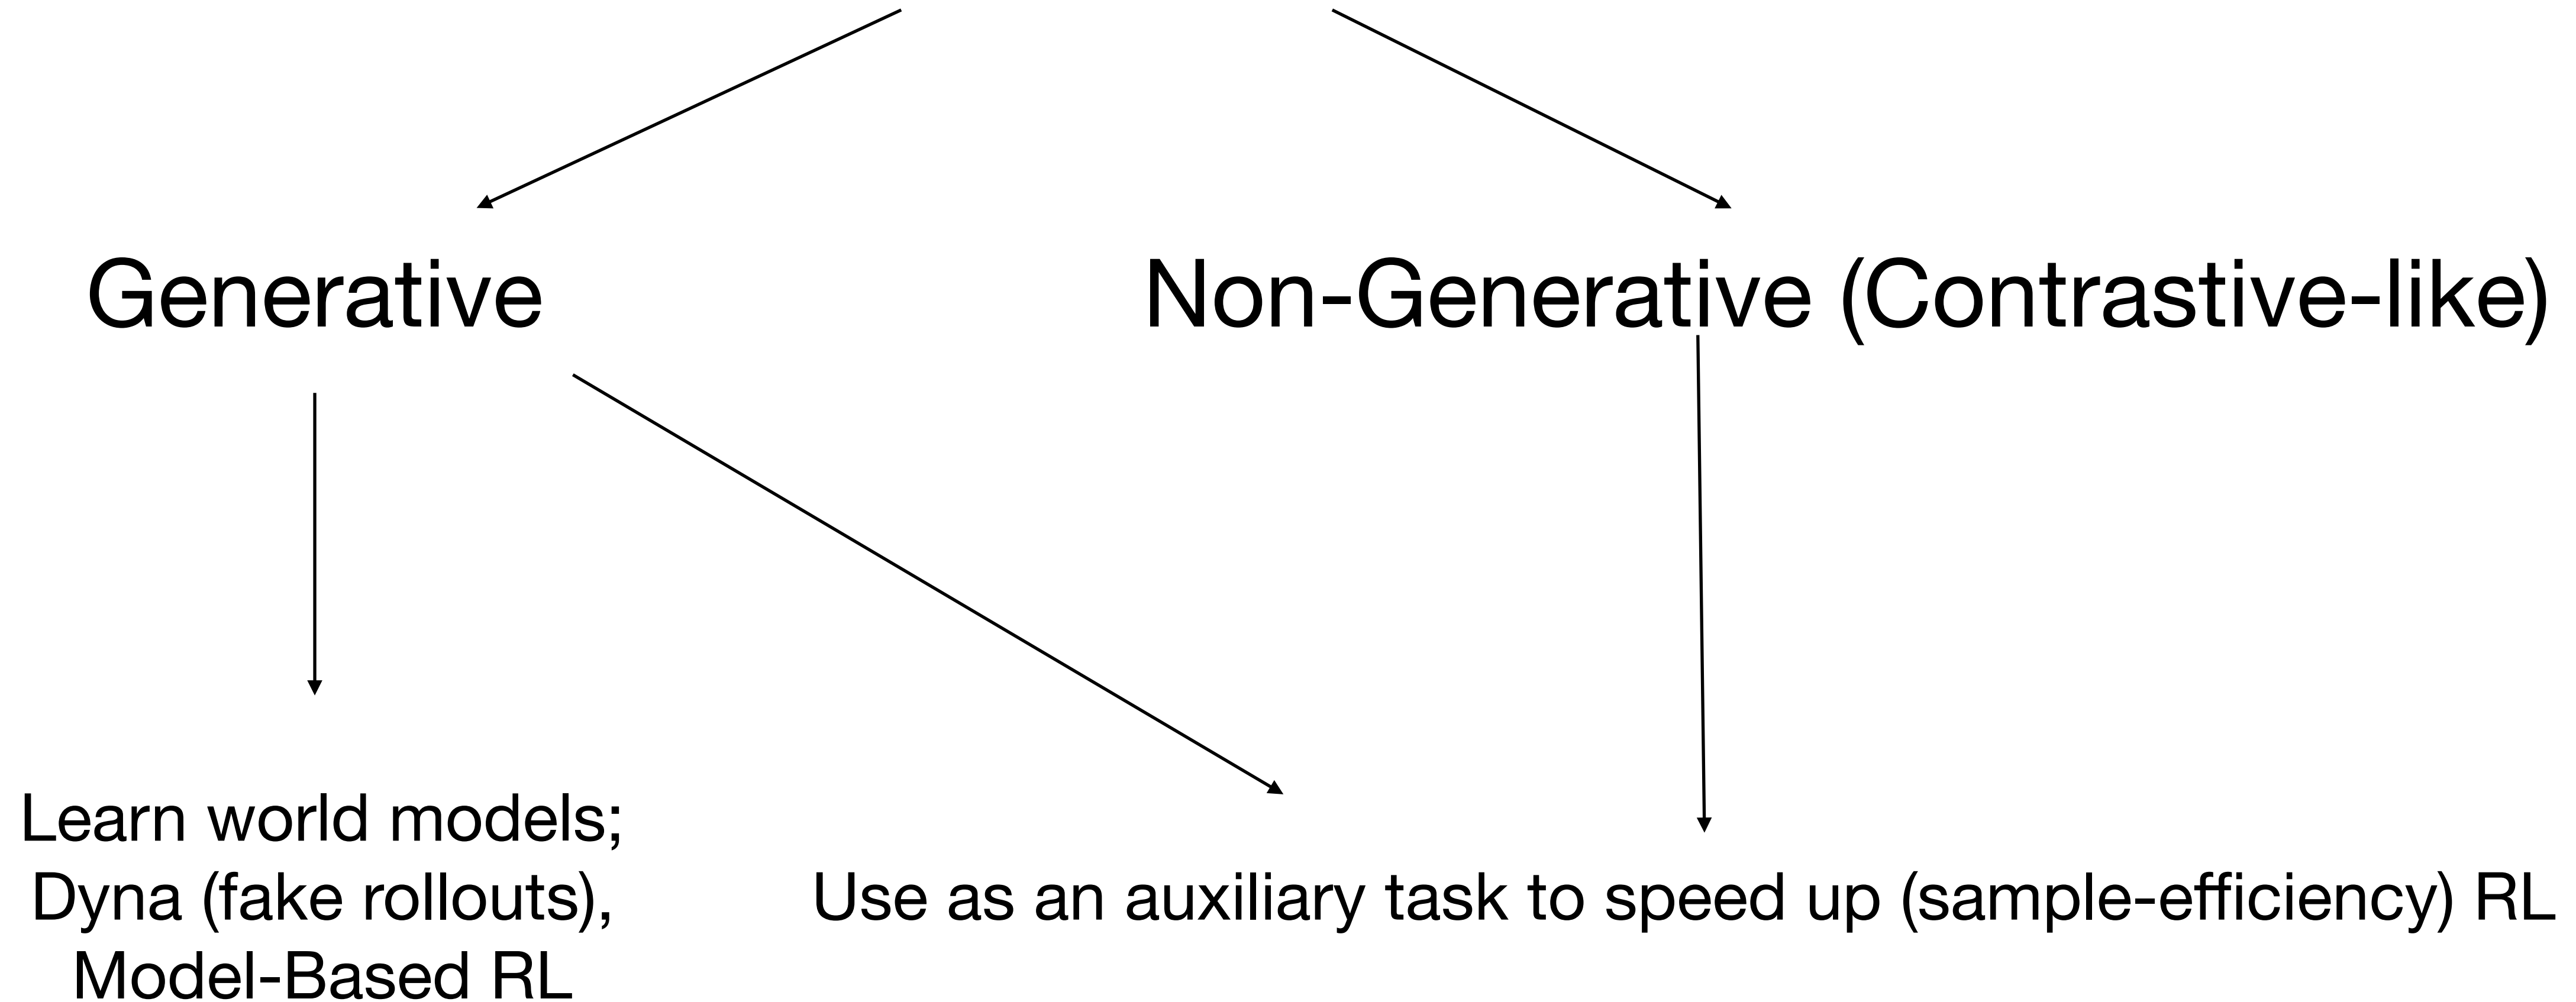 Generative
Non-Generative (Contrastive-like)
Learn world models;
Dyna (fake rollouts),
Model-Based RL
Use as an auxiliary task to speed up (sample-efficiency) RL